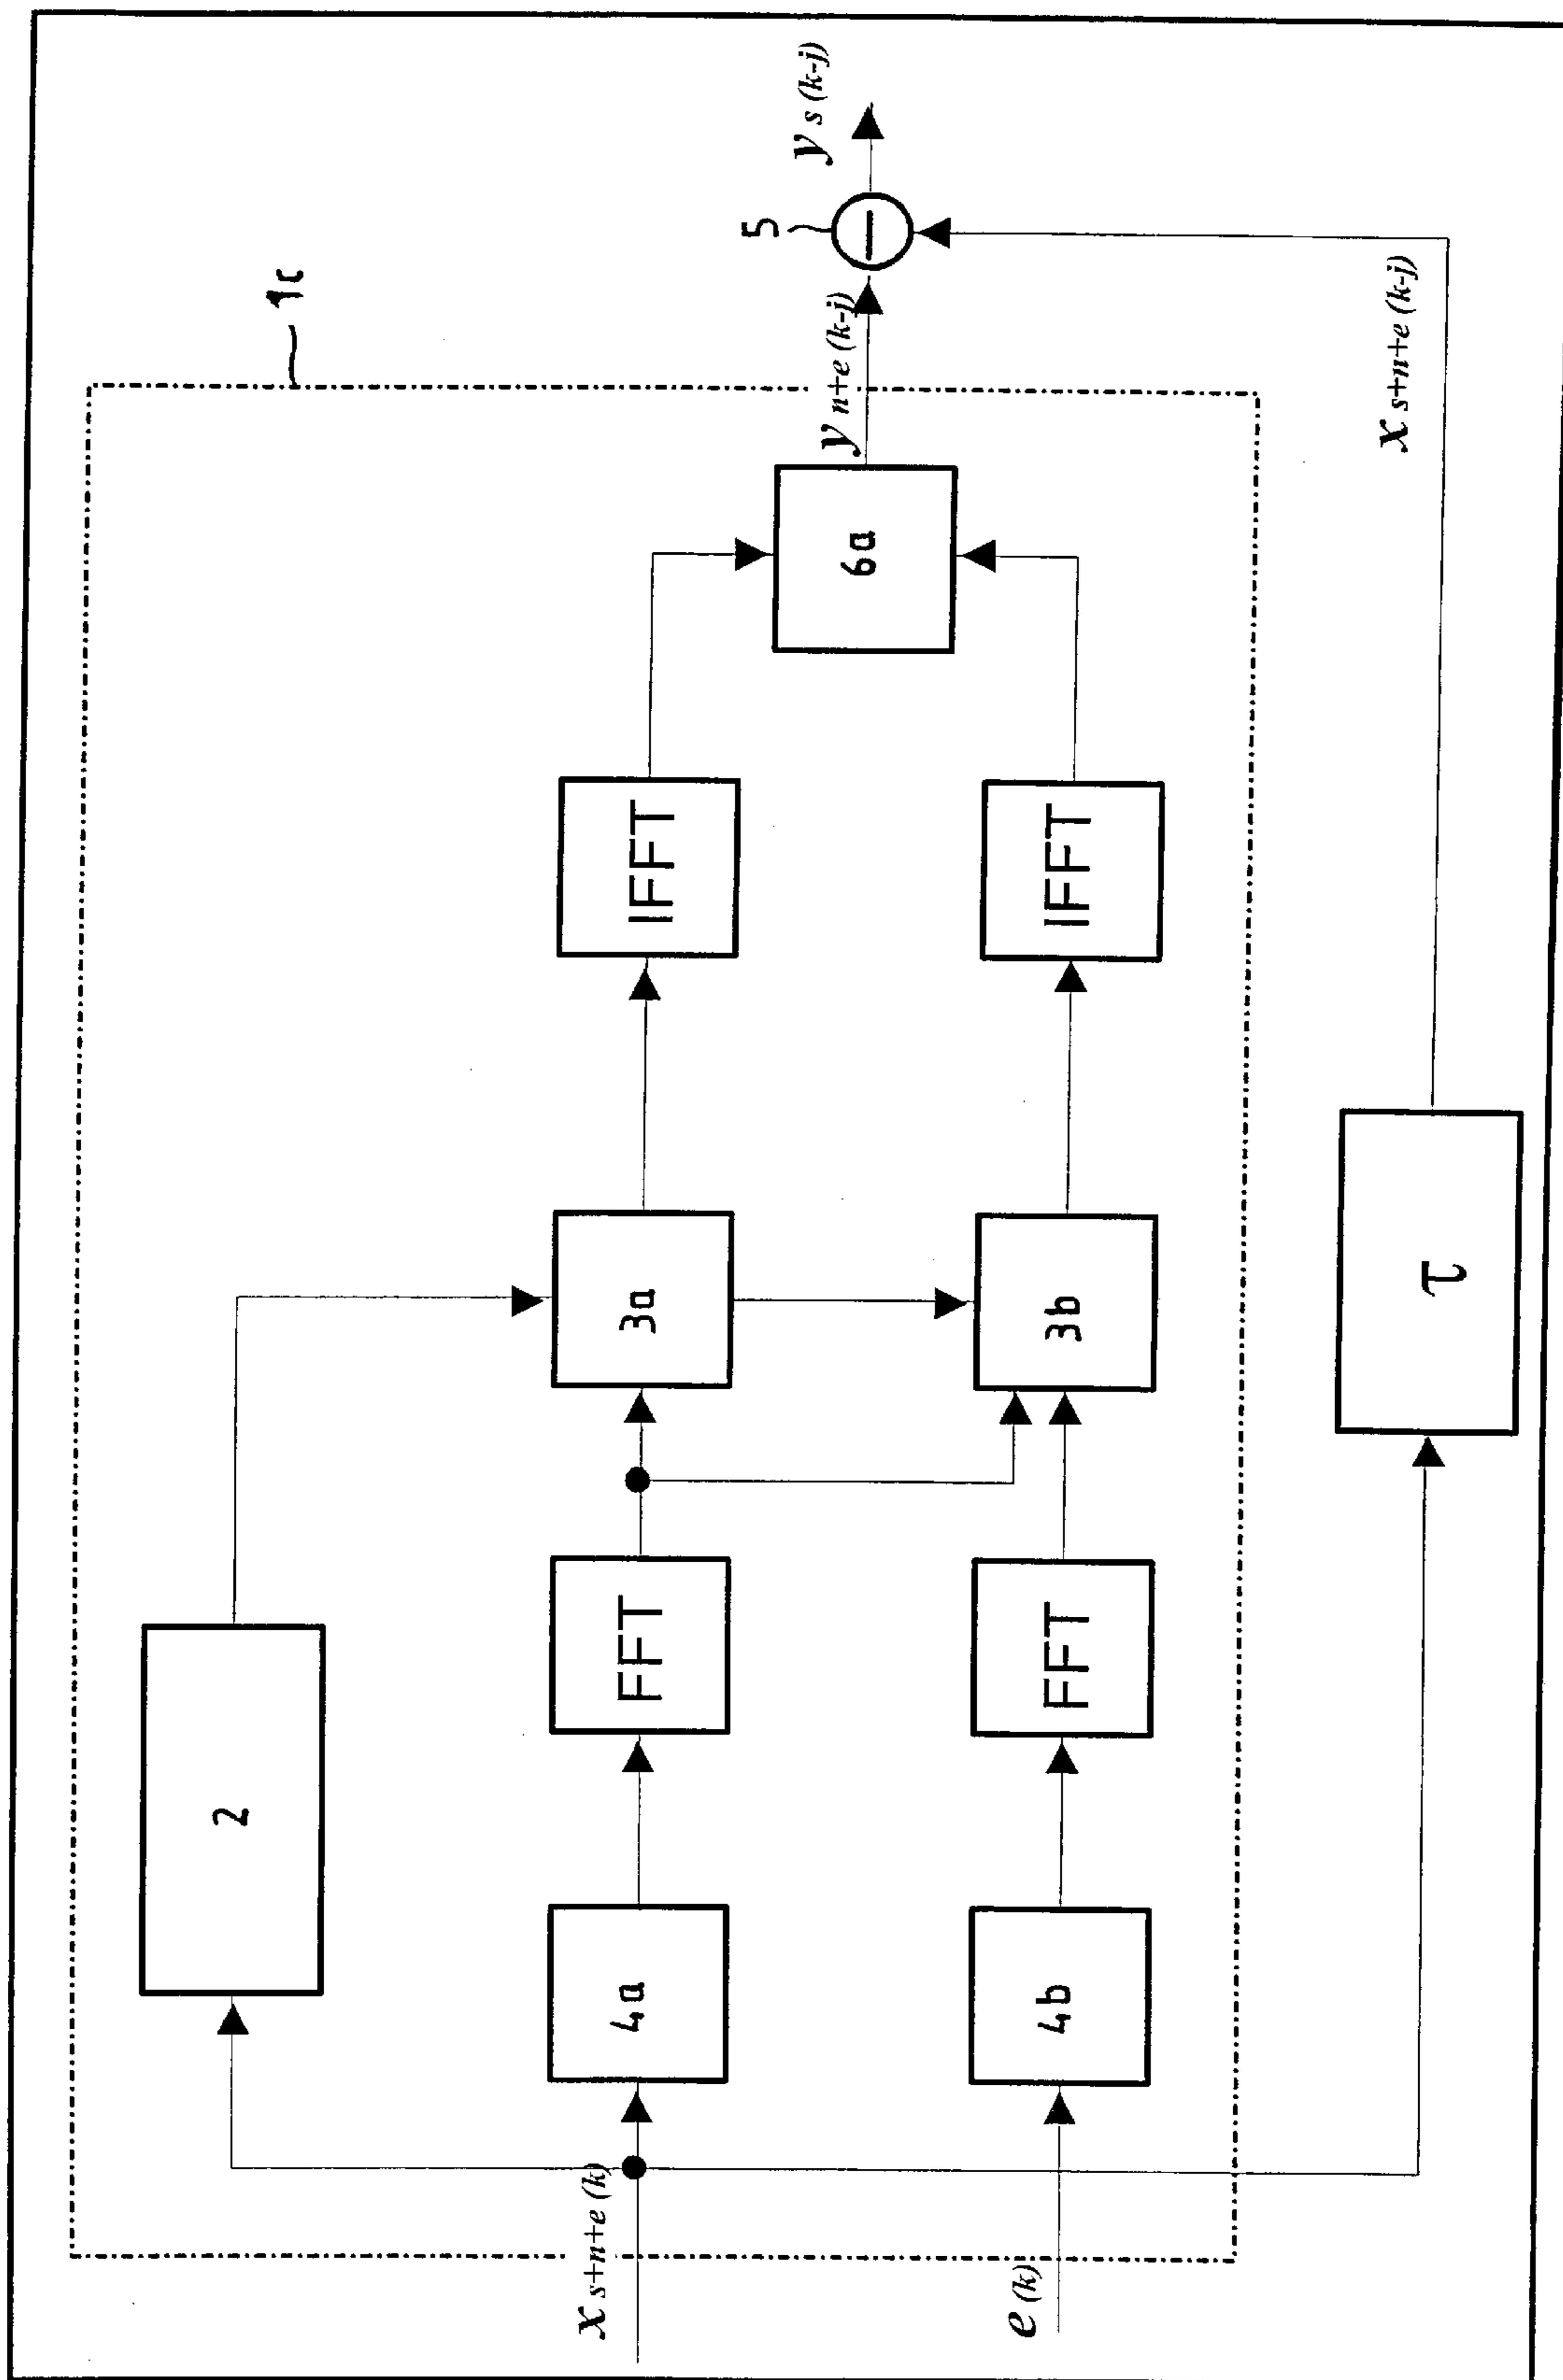 1c
5
y s (k-j)
2
y n+e (k-j)
x s+n+e (k)
4a
FFT
3a
IFFT
6a
e (k)
4b
FFT
3b
IFFT
τ
x s+n+e (k-j)